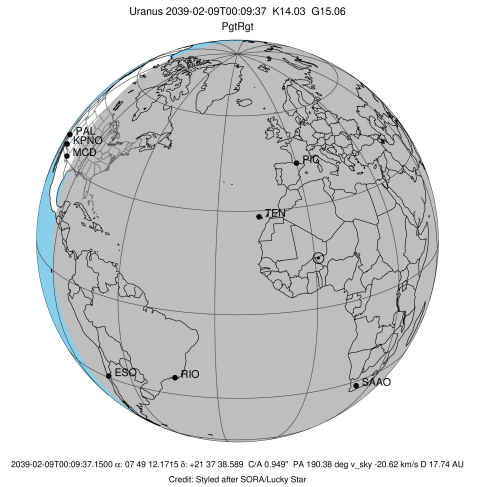 Uranus 2039-02-09T00:09:37  K14.03  G15.06
PgtRgt
PAL
KPNO
MCD
PIC
TEN
ESO
RIO
SAAO
2039-02-09T00:09:37.1500 α: 07 49 12.1715 δ: +21 37 38.589  C/A 0.949"  PA 190.38 deg v_sky -20.62 km/s D 17.74 AU
Credit: Styled after SORA/Lucky Star